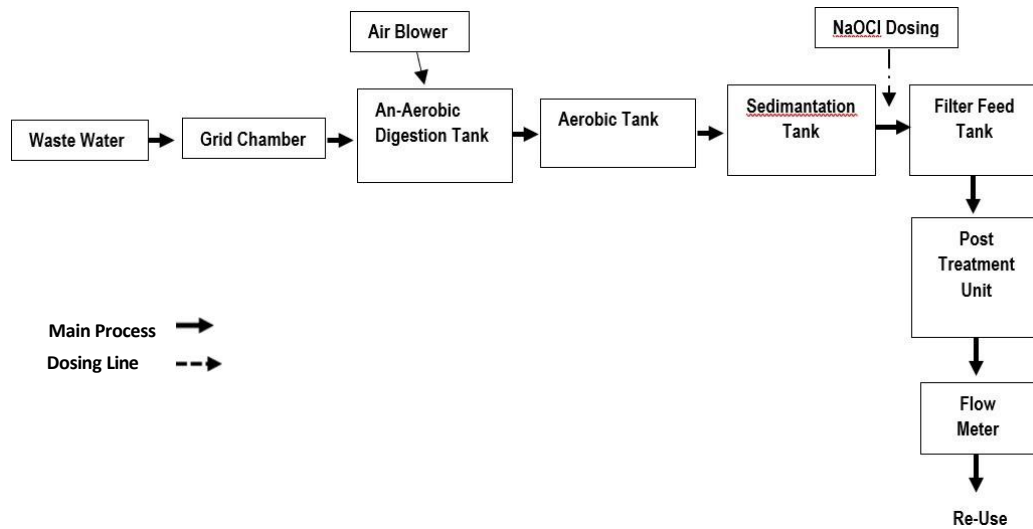 Air Blower
NaOCl Dosing
Waste Water
Grid Chamber
An-Aerobic
Digestion Tank
Aerobic Tank
Sedimantation
Tank
Filter Feed
Tank
Post
Treatment
Unit
Main Process
Dosing Line
Flow
Meter
Re-Use